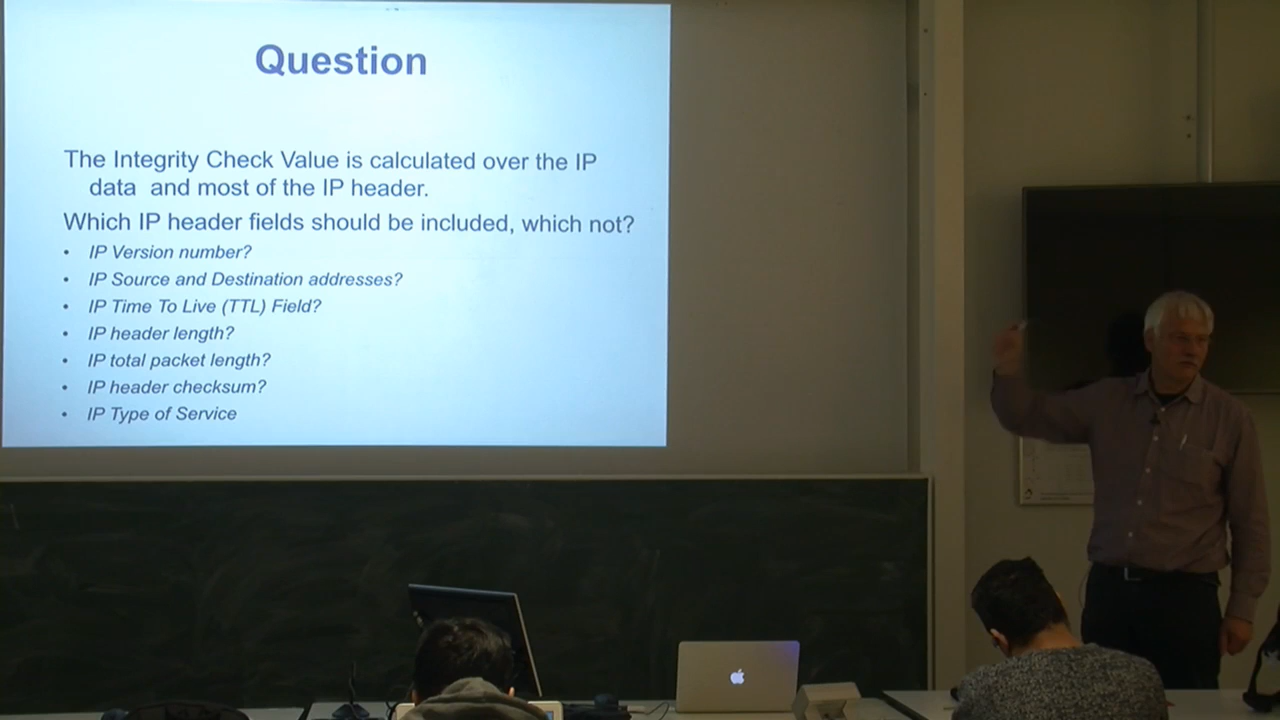 Question
The Integrity Check Value is calculated over the IP
data and most of the IP header.
Which IP header fields should be included, which not?
• IP Version number?
• IP Source and Destination addresses?
• IP Time To Live (TTL) Field?
• IP header length?
• IP total packet length?
• IP header checksum?
• IP Type of Service